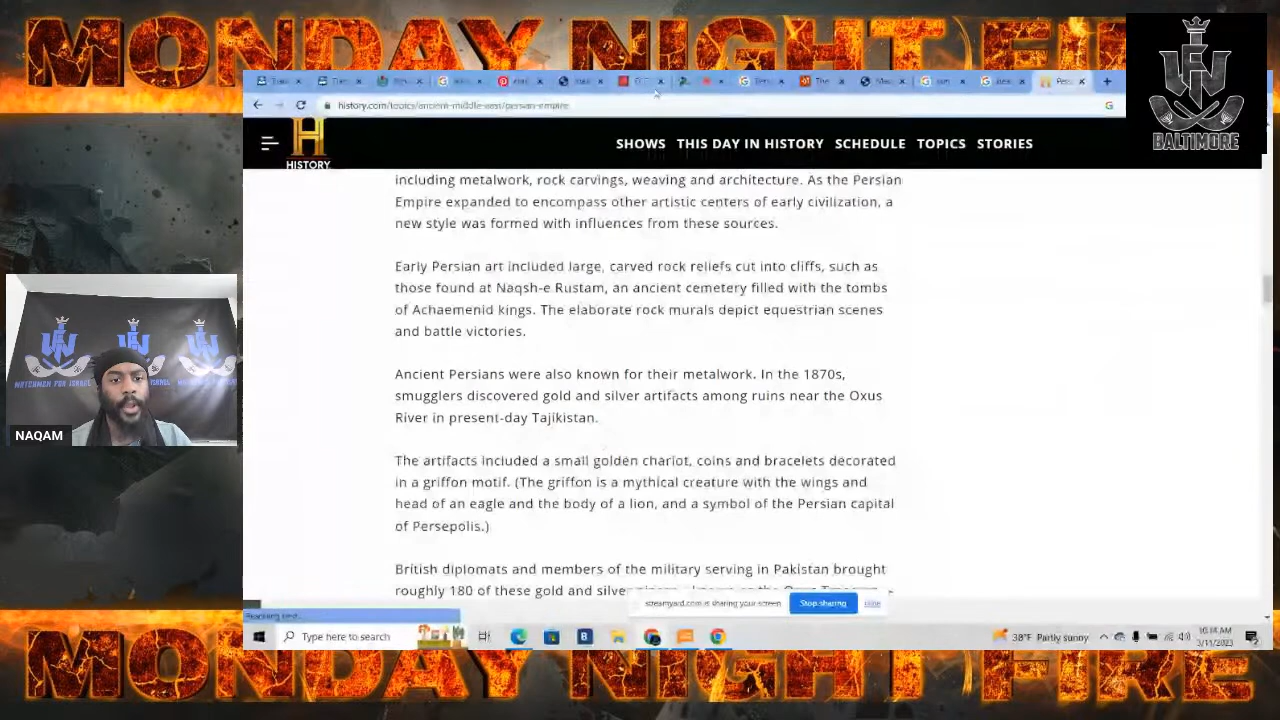 MONDAY NIGHT
BALTIMORE
history.com/topics/ancient-middle-east/persian-empire
HISTORY
SHOWS THIS DAY IN HISTORY SCHEDULE TOPICS STORIES
including metalwork, rock carvings, weaving and architecture. As the Persian
Empire expanded to encompass other artistic centers of early civilization, a
new style was formed with influences from these sources.
Early Persian art included large, carved rock reliefs cut into cliffs, such as
those found at Naqsh-e Rustam, an ancient cemetery filled with the tombs
of Achaemenid kings. The elaborate rock murals depict equestrian scenes
and battle victories.
Ancient Persians were also known for their metalwork. In the 1870s,
smugglers discovered gold and silver artifacts among ruins near the Oxus
River in present-day Tajikistan.
The artifacts included a small golden chariot, coins and bracelets decorated
in a griffon motif. (The griffon is a mythical creature with the wings and
head of an eagle and the body of a lion, and a symbol of the Persian capital
of Persepolis.)
British diplomats and members of the military serving in Pakistan brought
roughly 180 of these gold and silver
streamyard.com is sharing your screen Stop sharing Hide
WATCHMEN FOR ISRAEL
NAQAM
Type here to search
38°F Partly sunny
3/11/2023
MONDAY NIGHT FIRE